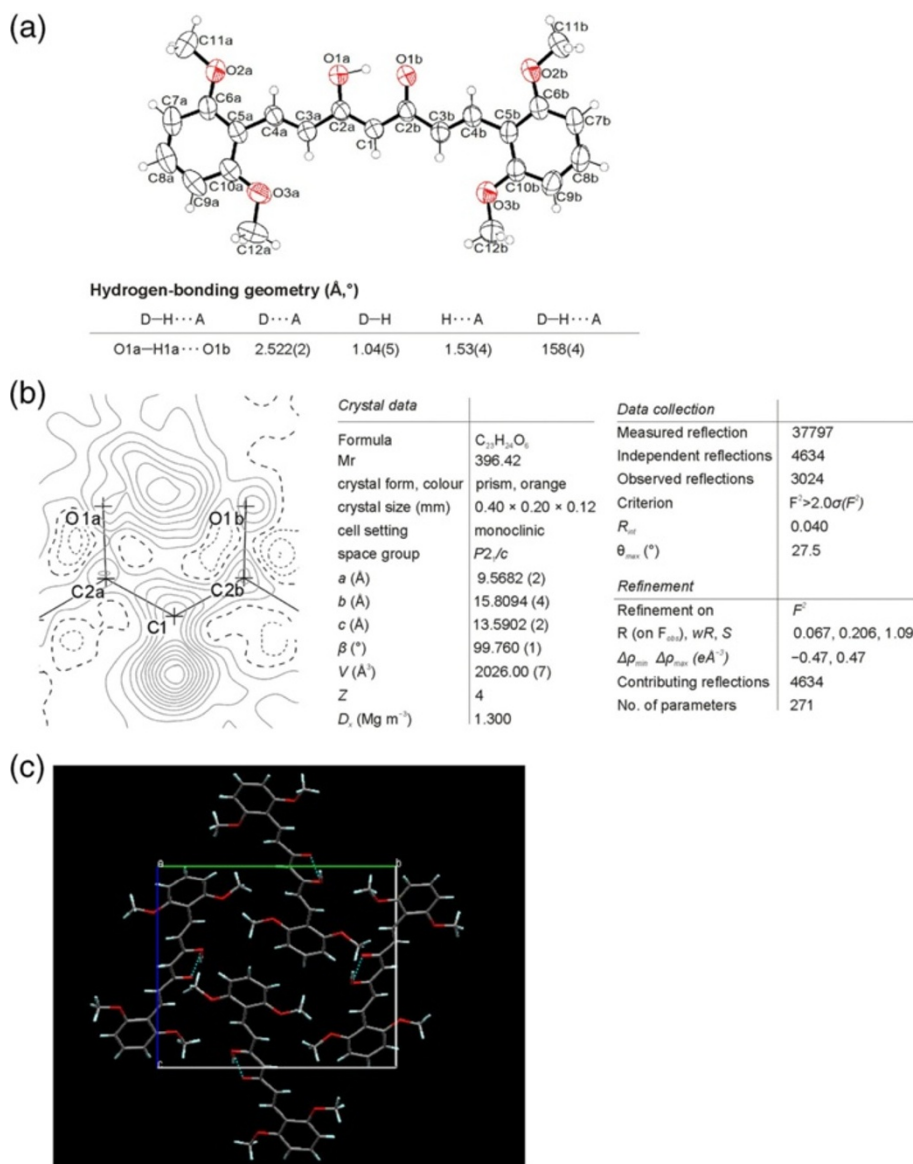 (a)
C11a
O2a
C7a
C6a
C5a
C4a
C3a
O1a
C2a
C1
O1b
C2b
C3b
C4b
C5b
C11b
O2b
C6b
C7b
C8a
C9a
C10a
O3a
C12a
C10b
O3b
C12b
C9b
C8b
Hydrogen-bonding geometry (Å,°)
D–H···A D···A D–H H···A D–H···A
O1a–H1a···O1b 2.522(2) 1.04(5) 1.53(4) 158(4)
(b)
O1a
O1b
C2a
C2b
C1
Crystal data
Formula C₂₃H₂₄O₆
Mr 396.42
crystal form, colour prism, orange
crystal size (mm) 0.40 × 0.20 × 0.12
cell setting monoclinic
space group P2₁/c
a (Å) 9.5682 (2)
b (Å) 15.8094 (4)
c (Å) 13.5902 (2)
β (°) 99.760 (1)
V (Å³) 2026.00 (7)
Z 4
Dₓ (Mg m⁻³) 1.300
Data collection
Measured reflection 37797
Independent reflections 4634
Observed reflections 3024
Criterion F²>2.0σ(F²)
R_int 0.040
θ_max (°) 27.5
Refinement
Refinement on F²
R (on F_obs), wR, S 0.067, 0.206, 1.09
Δρ_min Δρ_max (eÅ⁻³) −0.47, 0.47
Contributing reflections 4634
No. of parameters 271
(c)
b
c